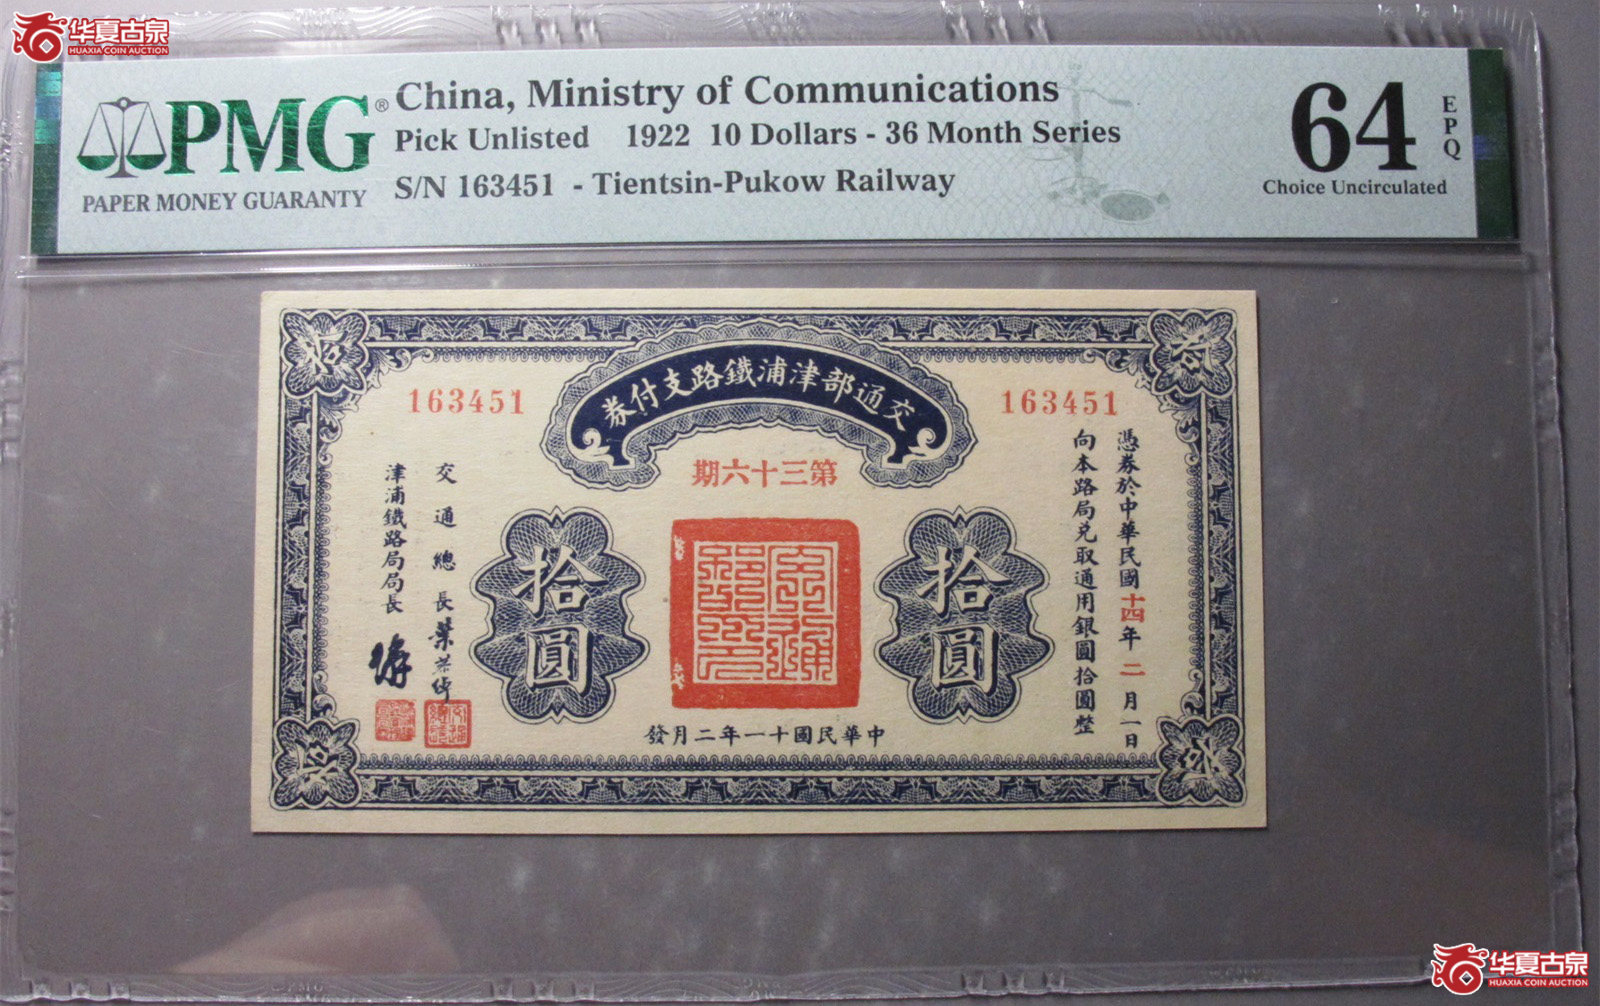 华夏古泉
HUAXIA COIN AUCTION
PMG®
PAPER MONEY GUARANTY
China, Ministry of Communications
Pick Unlisted 1922 10 Dollars - 36 Month Series
S/N 163451 - Tientsin-Pukow Railway
64
EPQ
Choice Uncirculated
交通部津浦鐵路支付券
163451
163451
第三十六期
憑券於中華民國十四年二月一日
向本路局兌取通用銀圓拾圓整
拾圓
拾圓
交通總長葉恭綽
津浦鐵路局局長
中華民國十一年二月發
華夏古泉
HUAXIA COIN AUCTION